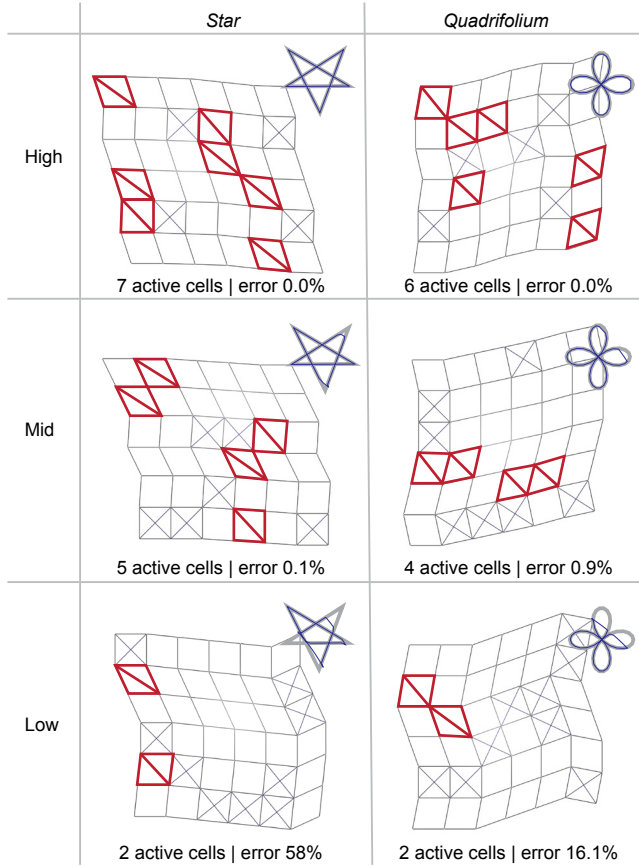 Star
Quadrifolium
High
7 active cells | error 0.0%
6 active cells | error 0.0%
Mid
5 active cells | error 0.1%
4 active cells | error 0.9%
Low
2 active cells | error 58%
2 active cells | error 16.1%